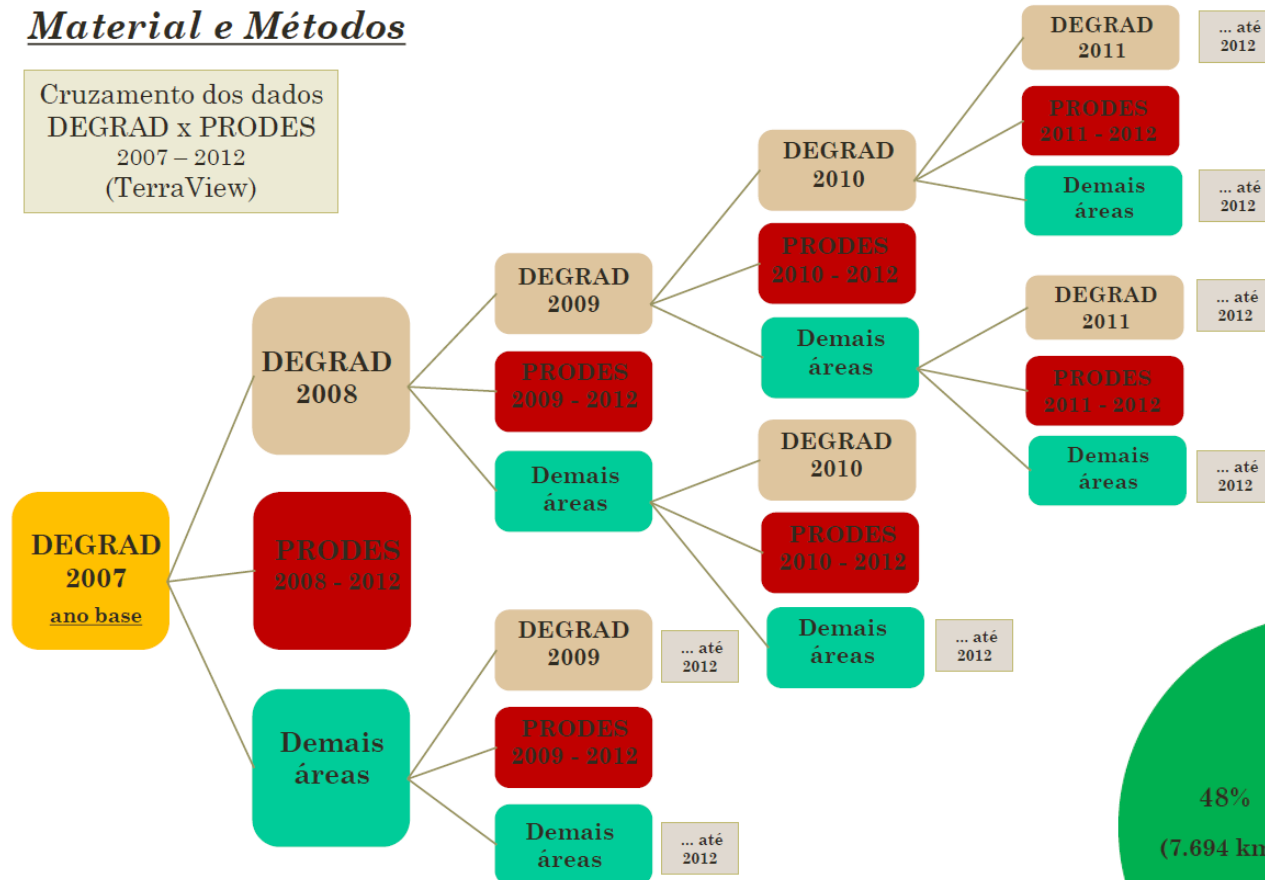 Material e Métodos
Cruzamento dos dados
DEGRAD x PRODES
2007 – 2012
(TerraView)
DEGRAD
2007
ano base
DEGRAD
2008
PRODES
2008 - 2012
Demais
áreas
DEGRAD
2009
PRODES
2009 - 2012
Demais
áreas
DEGRAD
2009
... até
2012
PRODES
2009 - 2012
Demais
áreas
... até
2012
DEGRAD
2010
PRODES
2010 - 2012
Demais
áreas
DEGRAD
2010
PRODES
2010 - 2012
Demais
áreas
... até
2012
DEGRAD
2011
... até
2012
PRODES
2011 - 2012
Demais
áreas
... até
2012
DEGRAD
2011
... até
2012
PRODES
2011 - 2012
Demais
áreas
... até
2012
48%
(7.694 km